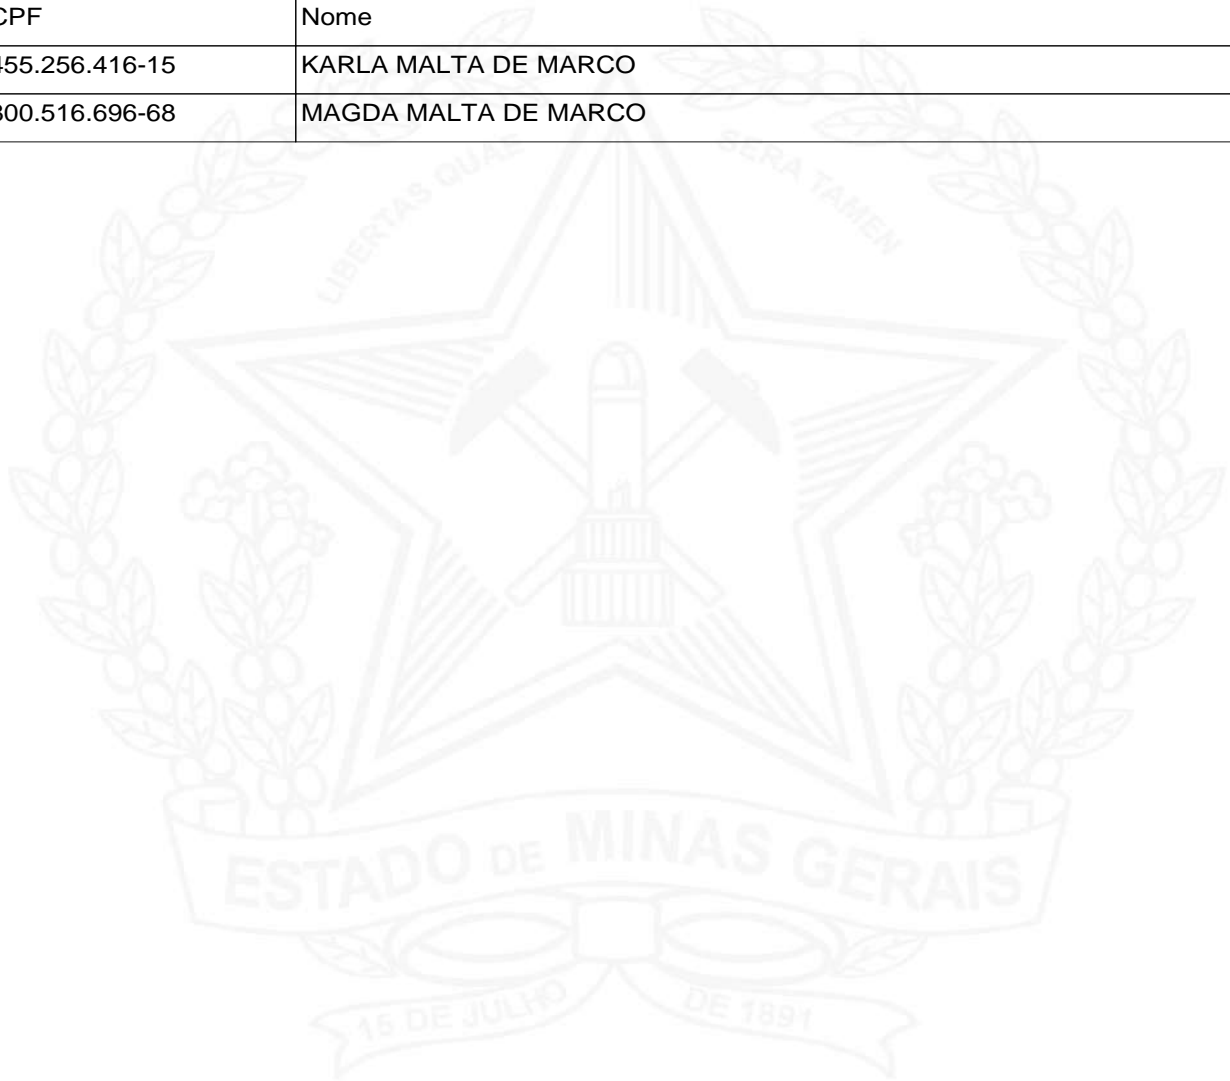 CPF Nome
455.256.416-15 KARLA MALTA DE MARCO
800.516.696-68 MAGDA MALTA DE MARCO
LIBERTAS QUAE SERA TAMEN
ESTADO DE MINAS GERAIS
15 DE JULHO DE 1891